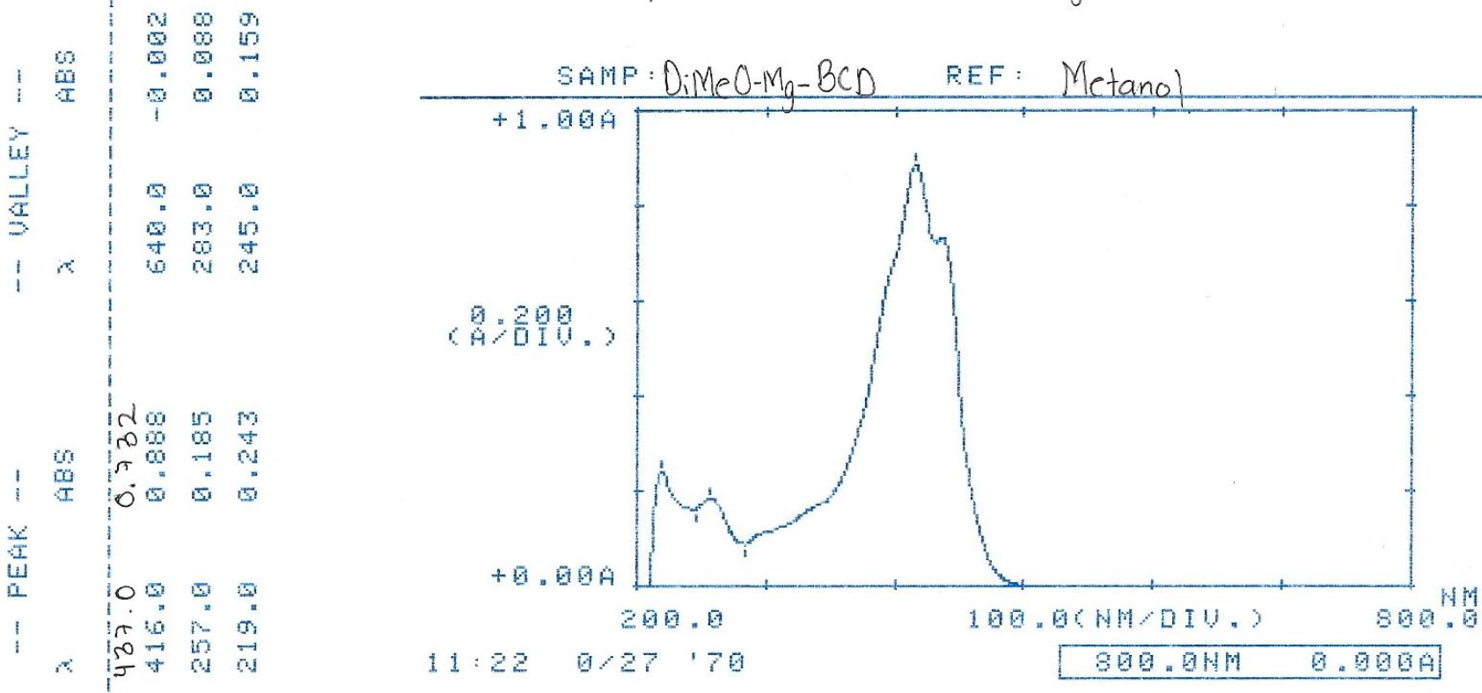 SAMP: DiMeO-Mg-BCD REF: Metanol
+1.00A
0.200
(A/DIV.)
+0.00A
NM
200.0 100.0(NM/DIV.) 800.0
11:22 0/27 '70 800.0NM 0.000A
-- PEAK -- -- VALLEY --
λ ABS λ ABS
437.0 0.732
416.0 0.888 640.0 -0.002
257.0 0.185 283.0 0.088
219.0 0.243 245.0 0.159